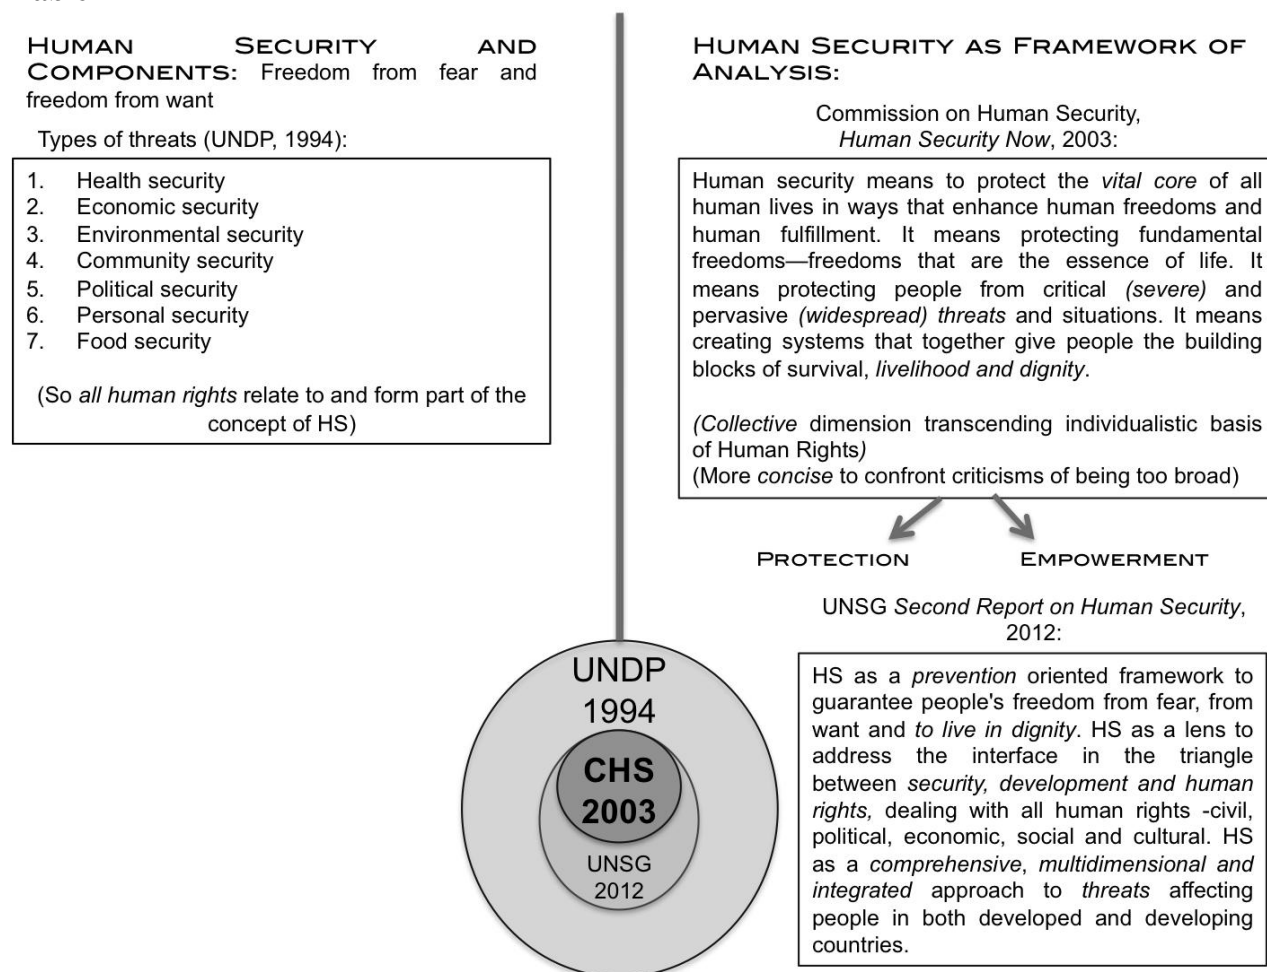 HUMAN SECURITY AND
COMPONENTS: Freedom from fear and
freedom from want
Types of threats (UNDP, 1994):
1. Health security
2. Economic security
3. Environmental security
4. Community security
5. Political security
6. Personal security
7. Food security
(So all human rights relate to and form part of the
concept of HS)
HUMAN SECURITY AS FRAMEWORK OF
ANALYSIS:
Commission on Human Security,
Human Security Now, 2003:
Human security means to protect the vital core of all
human lives in ways that enhance human freedoms and
human fulfillment. It means protecting fundamental
freedoms—freedoms that are the essence of life. It
means protecting people from critical (severe) and
pervasive (widespread) threats and situations. It means
creating systems that together give people the building
blocks of survival, livelihood and dignity.
(Collective dimension transcending individualistic basis
of Human Rights)
(More concise to confront criticisms of being too broad)
PROTECTION
EMPOWERMENT
UNSG Second Report on Human Security,
2012:
HS as a prevention oriented framework to
guarantee people's freedom from fear, from
want and to live in dignity. HS as a lens to
address the interface in the triangle
between security, development and human
rights, dealing with all human rights -civil,
political, economic, social and cultural. HS
as a comprehensive, multidimensional and
integrated approach to threats affecting
people in both developed and developing
countries.
UNDP
1994
CHS
2003
UNSG
2012